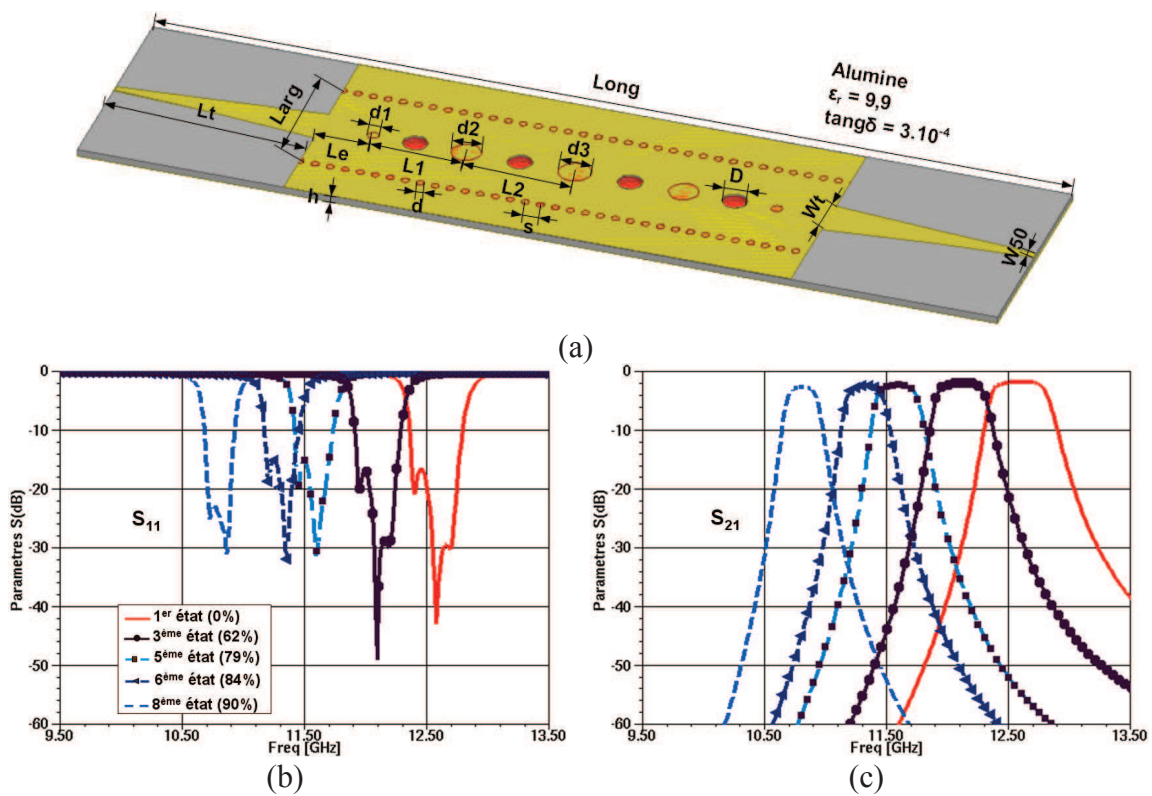 Long
Alumine
εr = 9,9
tangδ = 3.10-4
Larg
Lt
d1
d2
d3
Le
L1
L2
D
h
d
s
Wt
W50
(a)
Parametres S(dB)
0
-10
-20
-30
-40
-50
-60
S11
1er état (0%)
3ème état (62%)
5ème état (79%)
6ème état (84%)
8ème état (90%)
9.50 10.50 11.50 12.50 13.50
Freq [GHz]
(b)
Parametres S(dB)
0
-10
-20
-30
-40
-50
-60
S21
9.50 10.50 11.50 12.50 13.50
Freq [GHz]
(c)